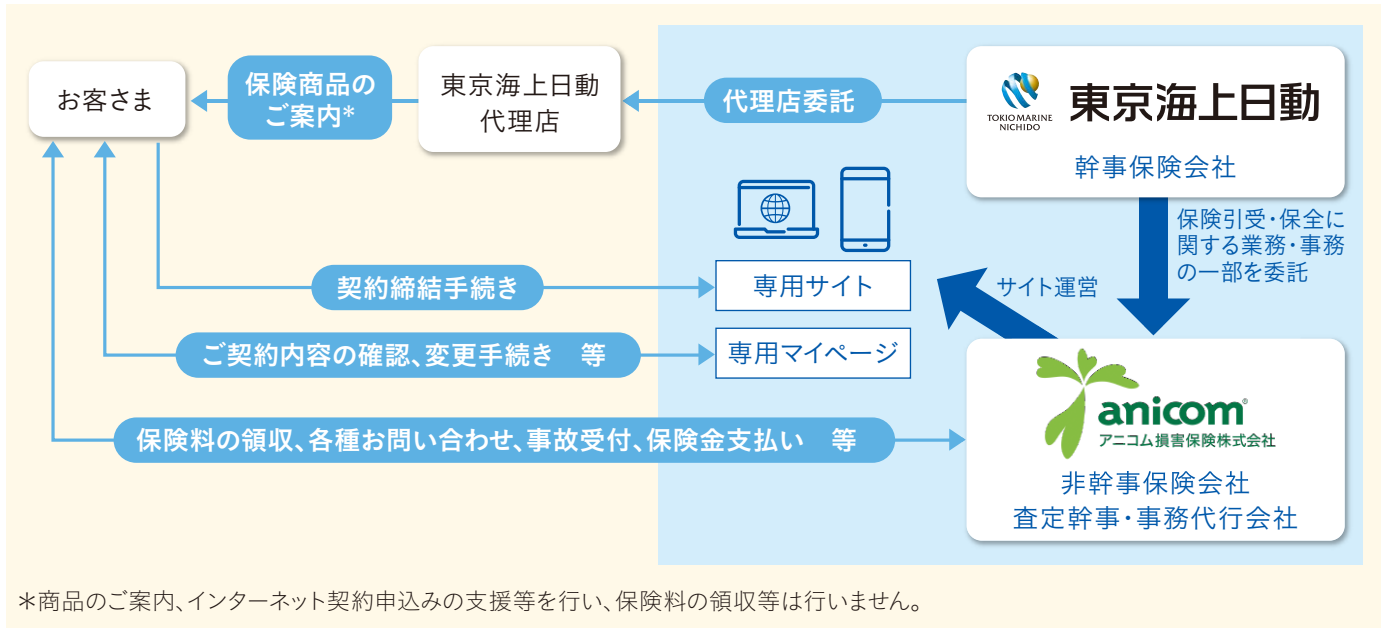 お客さま
保険商品の
ご案内*
東京海上日動
代理店
代理店委託
TOKIO MARINE
NICHIDO
東京海上日動
幹事保険会社
保険引受・保全に
関する業務・事務
の一部を委託
契約締結手続き
専用サイト
サイト運営
ご契約内容の確認、変更手続き 等
専用マイページ
保険料の領収、各種お問い合わせ、事故受付、保険金支払い 等
anicom®
アニコム損害保険株式会社
非幹事保険会社
査定幹事・事務代行会社
＊商品のご案内、インターネット契約申込みの支援等を行い、保険料の領収等は行いません。